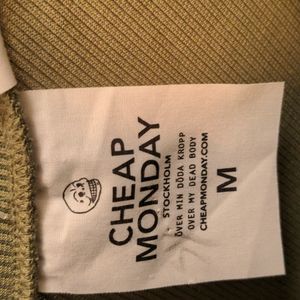 CHEAP
MONDAY
STOCKHOLM
ÖVER MIN DÖDA KROPP
OVER MY DEAD BODY
CHEAPMONDAY.COM
M